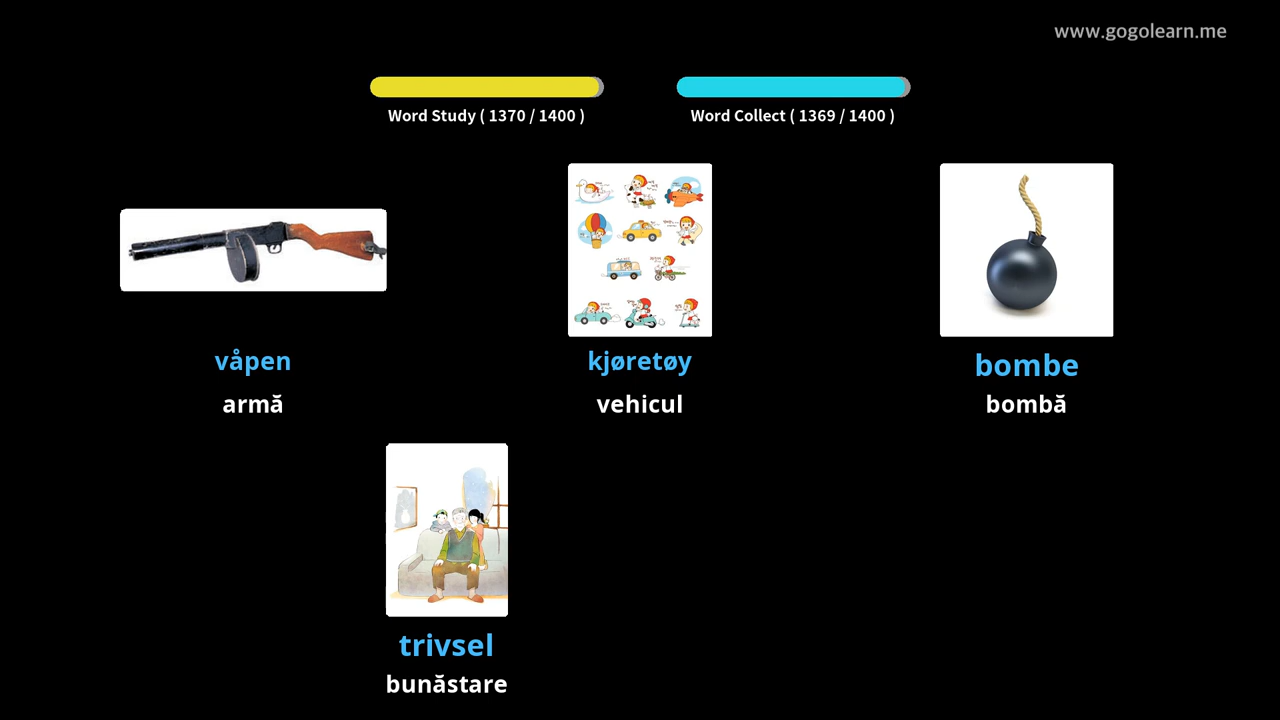 www.gogolearn.me
Word Study ( 1370 / 1400 )
Word Collect ( 1369 / 1400 )
våpen
kjøretøy
bombe
armă
vehicul
bombă
trivsel
bunăstare